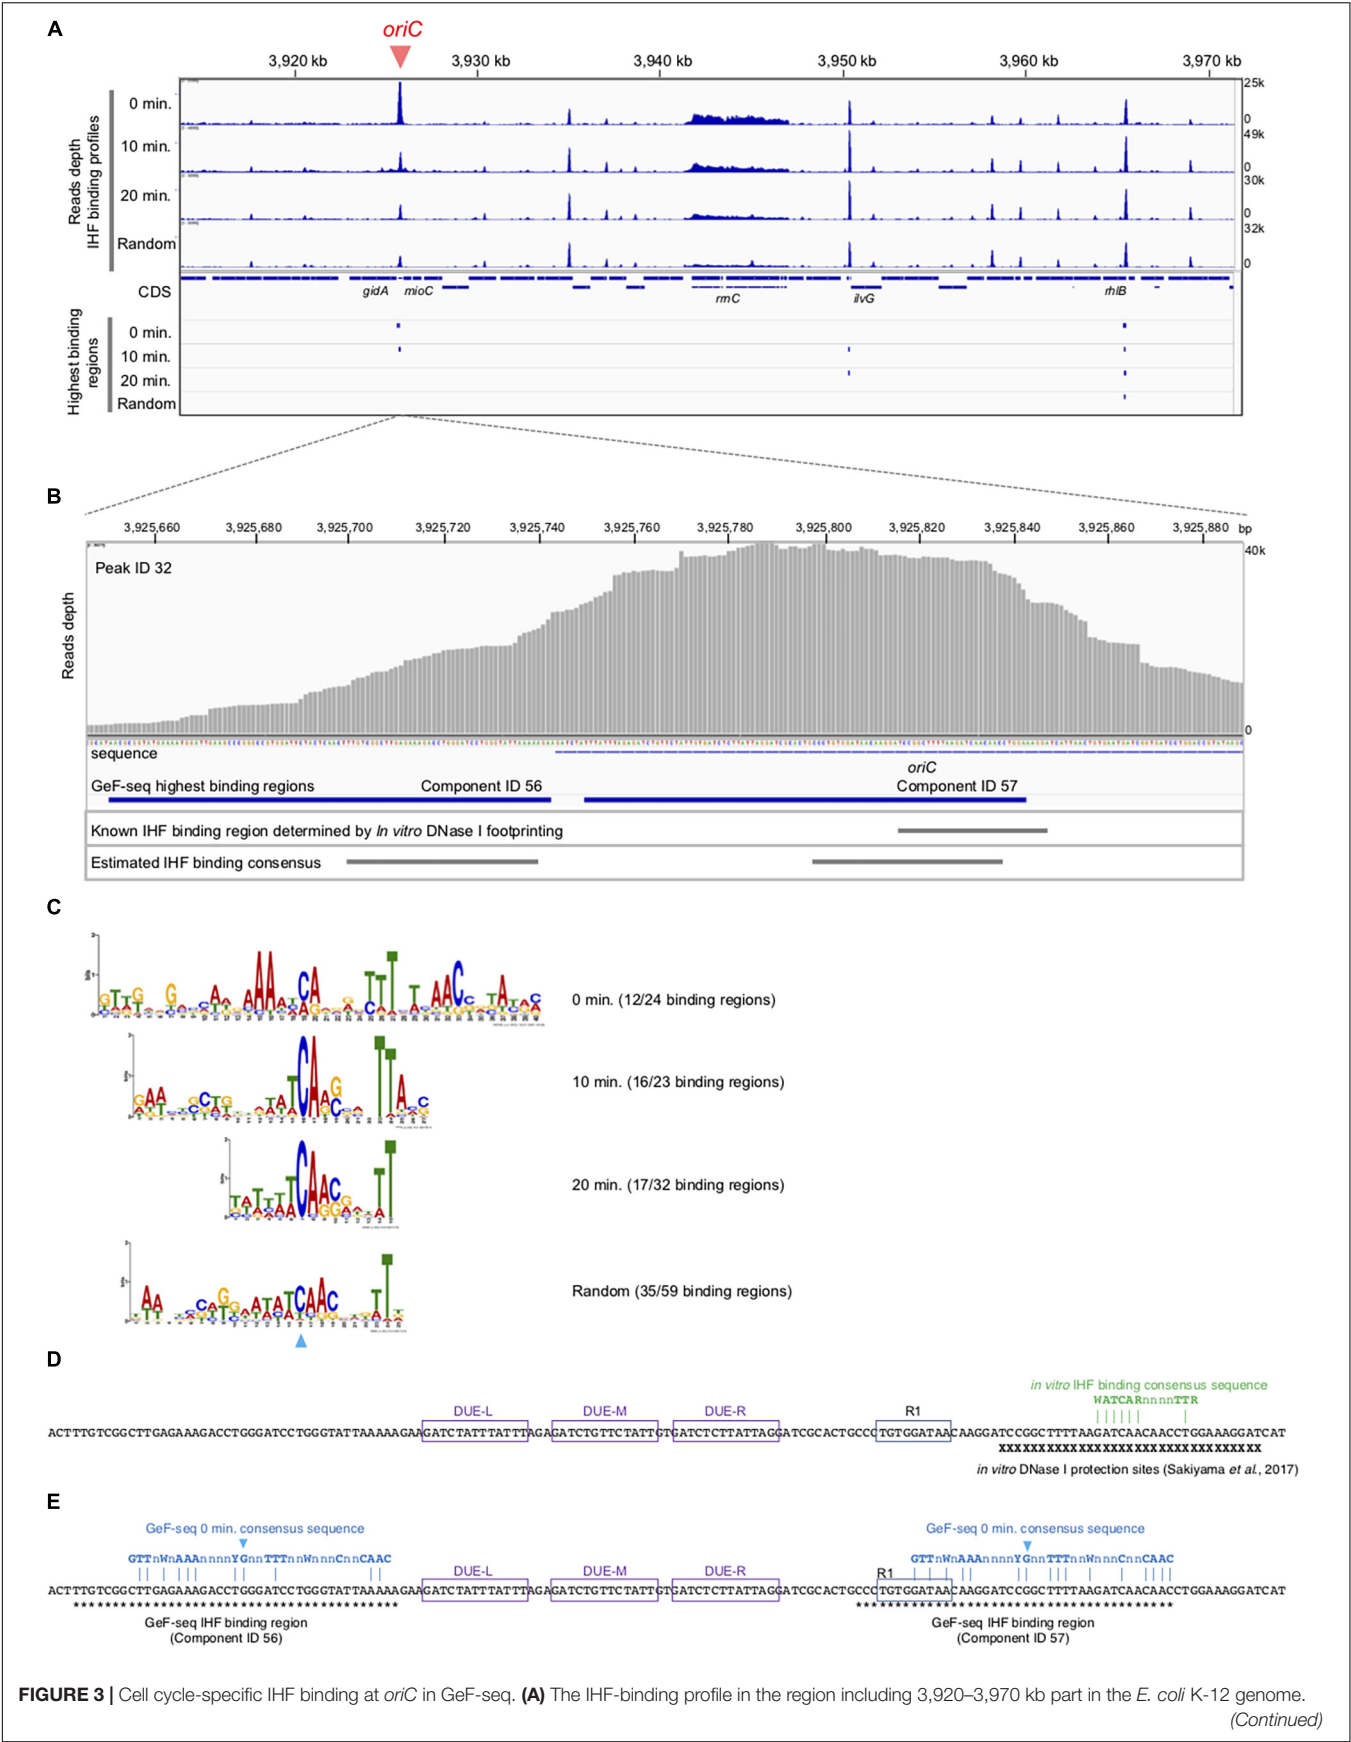 A
oriC
3,920 kb 3,930 kb 3,940 kb 3,950 kb 3,960 kb 3,970 kb
Reads depth
IHF binding profiles
0 min.
25k
0
10 min.
49k
0
20 min.
30k
0
Random
32k
0
CDS
gidA mioC rrnC ilvG rhlB
Highest binding
regions
0 min.
10 min.
20 min.
Random
B
3,925,660 3,925,680 3,925,700 3,925,720 3,925,740 3,925,760 3,925,780 3,925,800 3,925,820 3,925,840 3,925,860 3,925,880 bp
Peak ID 32
40k
Reads depth
0
sequence
oriC
GeF-seq highest binding regions Component ID 56 Component ID 57
Known IHF binding region determined by In vitro DNase I footprinting
Estimated IHF binding consensus
C
0 min. (12/24 binding regions)
10 min. (16/23 binding regions)
20 min. (17/32 binding regions)
Random (35/59 binding regions)
D
in vitro IHF binding consensus sequence
WATCARnnnnTTR
DUE-L DUE-M DUE-R R1
ACTTTGTCGGCTTGAGAAAGACCTGGGATCCTGGGTATTAAAAAGAAGATCTATTTATTTAGAGATCTGTTCTATTGTGATCTCTTATTAGGATCGCACTGCCCTGTGGATAACAAGGATCCGGCTTTTAAGATCAACAACCTGGAAAGGATCAT
xxxxxxxxxxxxxxxxxxxxxxxxxxxxxxxxx
in vitro DNase I protection sites (Sakiyama et al., 2017)
E
GeF-seq 0 min. consensus sequence GeF-seq 0 min. consensus sequence
GTTnWnAAAnnnnYGnnTTTnnWnnnCnnCAAC GTTnWnAAAnnnnYGnnTTTnnWnnnCnnCAAC
DUE-L DUE-M DUE-R R1
ACTTTGTCGGCTTGAGAAAGACCTGGGATCCTGGGTATTAAAAAGAAGATCTATTTATTTAGAGATCTGTTCTATTGTGATCTCTTATTAGGATCGCACTGCCCTGTGGATAACAAGGATCCGGCTTTTAAGATCAACAACCTGGAAAGGATCAT
GeF-seq IHF binding region GeF-seq IHF binding region
(Component ID 56) (Component ID 57)
FIGURE 3 | Cell cycle-specific IHF binding at oriC in GeF-seq. (A) The IHF-binding profile in the region including 3,920–3,970 kb part in the E. coli K-12 genome.
(Continued)